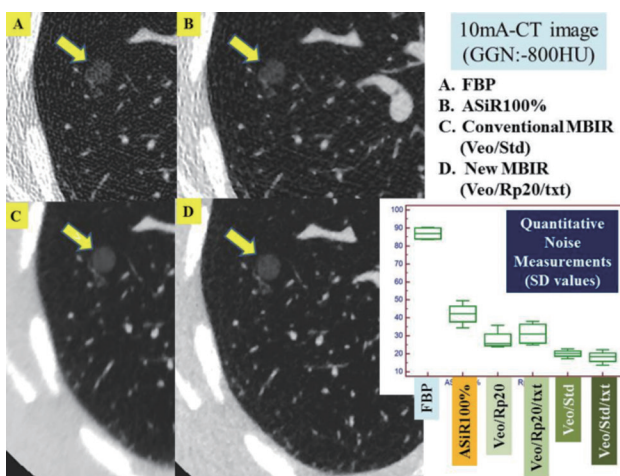 A
B
C
D
10mA-CT image
(GGN:-800HU)
A. FBP
B. ASiR100%
C. Conventional MBIR
(Veo/Std)
D. New MBIR
(Veo/Rp20/txt)
Quantitative
Noise
Measurements
(SD values)
90
80
70
60
50
40
30
20
10
FBP
ASiR100%
Veo/Rp20
Veo/Rp20/txt
Veo/Std
Veo/Std/txt